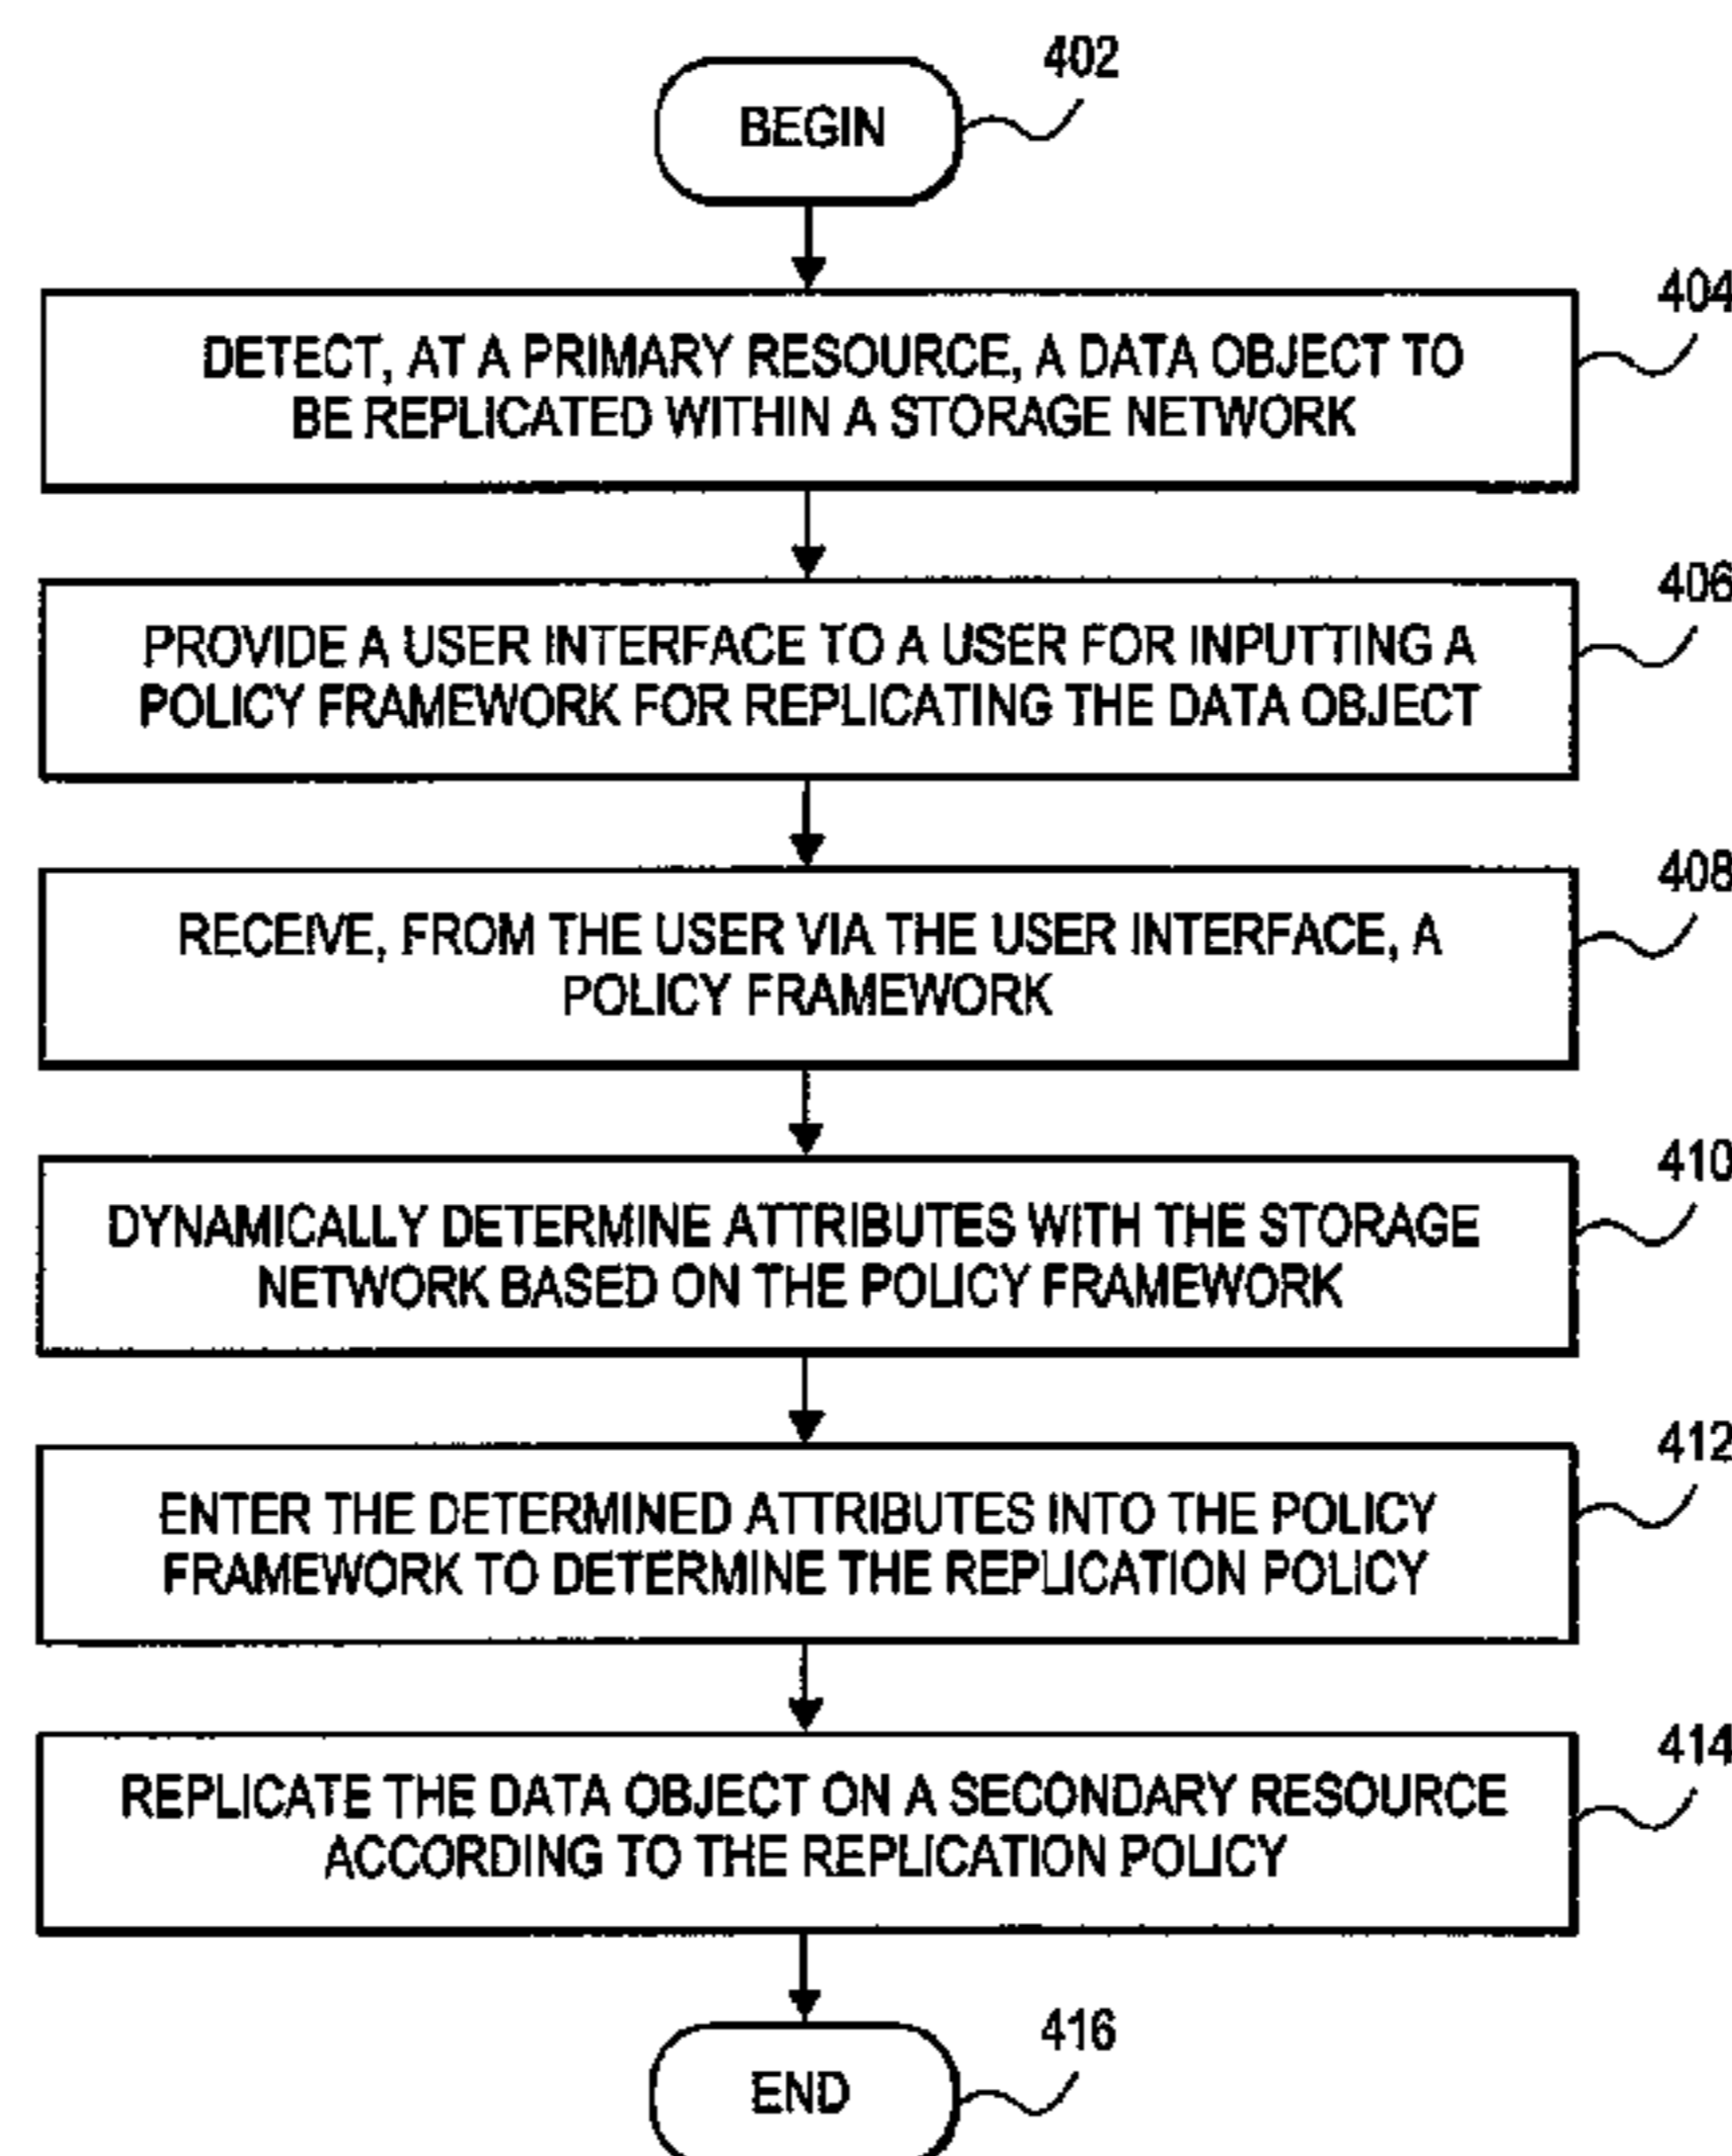 402
BEGIN
404
DETECT, AT A PRIMARY RESOURCE, A DATA OBJECT TO
BE REPLICATED WITHIN A STORAGE NETWORK
406
PROVIDE A USER INTERFACE TO A USER FOR INPUTTING A
POLICY FRAMEWORK FOR REPLICATING THE DATA OBJECT
408
RECEIVE, FROM THE USER VIA THE USER INTERFACE, A
POLICY FRAMEWORK
410
DYNAMICALLY DETERMINE ATTRIBUTES WITH THE STORAGE
NETWORK BASED ON THE POLICY FRAMEWORK
412
ENTER THE DETERMINED ATTRIBUTES INTO THE POLICY
FRAMEWORK TO DETERMINE THE REPLICATION POLICY
414
REPLICATE THE DATA OBJECT ON A SECONDARY RESOURCE
ACCORDING TO THE REPLICATION POLICY
416
END